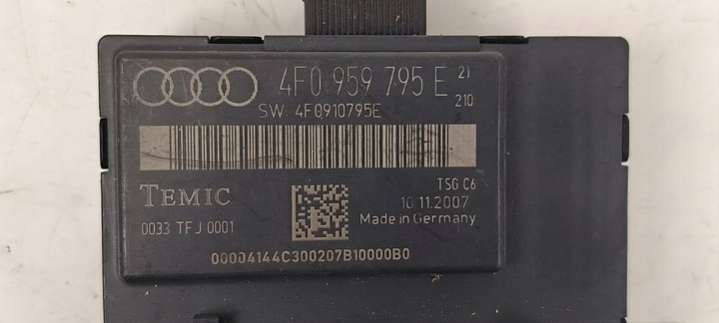 4F0 959 795 E 21
210
SW 4F0910795E
TEMIC
TSG C6
10.11.2007
0033 TFJ 0001
Made in Germany
00004144C300207B10000B0